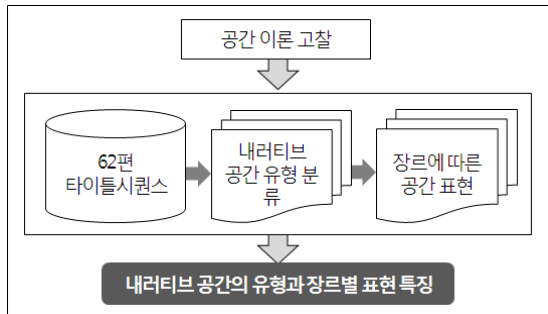 공간 이론 고찰
62편
타이틀시퀀스
내러티브
공간 유형 분
류
장르에 따른
공간 표현
내러티브 공간의 유형과 장르별 표현 특징